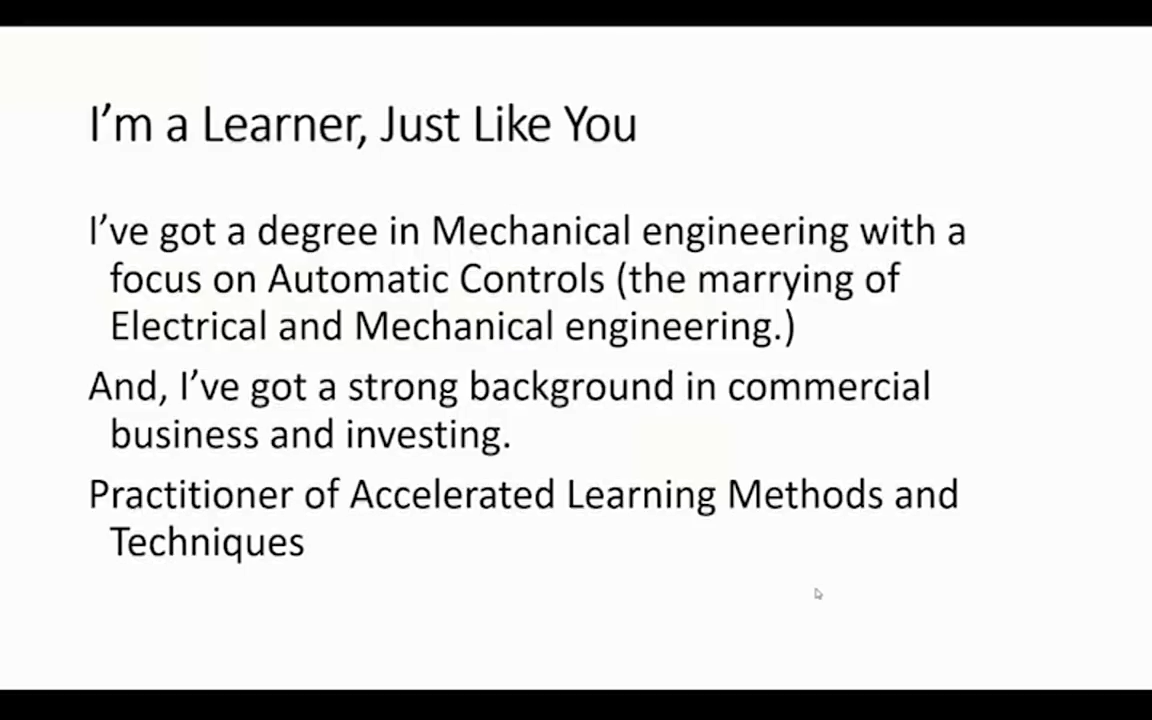 I’m a Learner, Just Like You
I’ve got a degree in Mechanical engineering with a
focus on Automatic Controls (the marrying of
Electrical and Mechanical engineering.)
And, I’ve got a strong background in commercial
business and investing.
Practitioner of Accelerated Learning Methods and
Techniques